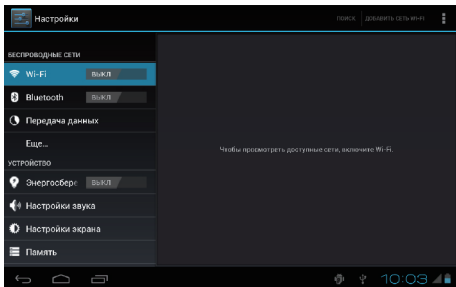 Настройки
ПОИСК
ДОБАВИТЬ СЕТЬ WI-FI
БЕСПРОВОДНЫЕ СЕТИ
Wi-Fi ВЫКЛ
Bluetooth ВЫКЛ
Передача данных
Еще...
УСТРОЙСТВО
Энергосбере ВЫКЛ
Настройки звука
Настройки экрана
Память
Чтобы просмотреть доступные сети, включите Wi-Fi.
10:03